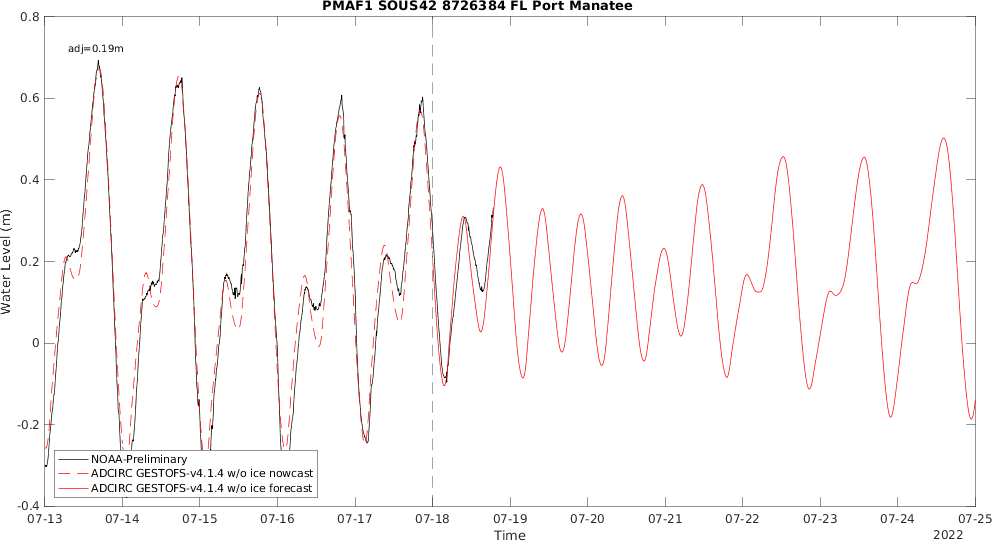 PMAF1 SOUS42 8726384 FL Port Manatee
0.8
adj=0.19m
0.6
0.4
0.2
0
-0.2
-0.4
Water Level (m)
NOAA-Preliminary
ADCIRC GESTOFS-v4.1.4 w/o ice nowcast
ADCIRC GESTOFS-v4.1.4 w/o ice forecast
07-13 07-14 07-15 07-16 07-17 07-18 07-19 07-20 07-21 07-22 07-23 07-24 07-25
Time
2022